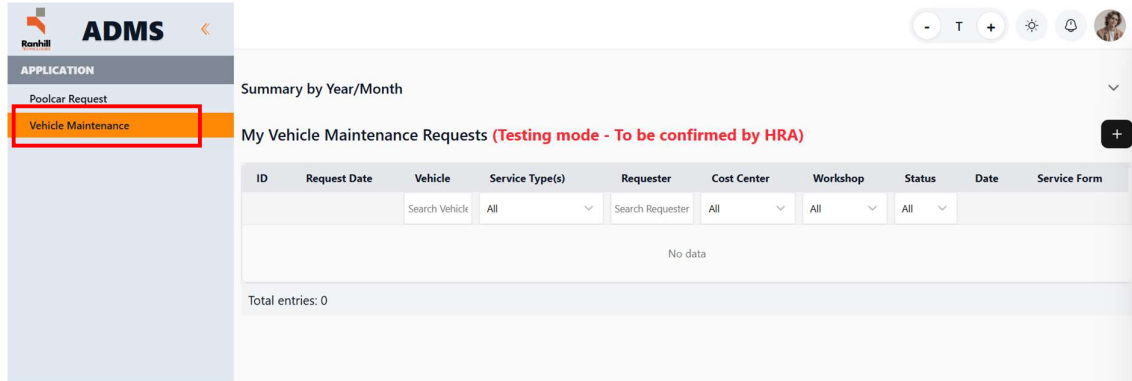 Ranhill
ADMS
- T +
APPLICATION
Poolcar Request
Vehicle Maintenance
Summary by Year/Month
My Vehicle Maintenance Requests (Testing mode - To be confirmed by HRA)
+
ID Request Date Vehicle Service Type(s) Requester Cost Center Workshop Status Date Service Form
Search Vehicle All Search Requester All All All
No data
Total entries: 0